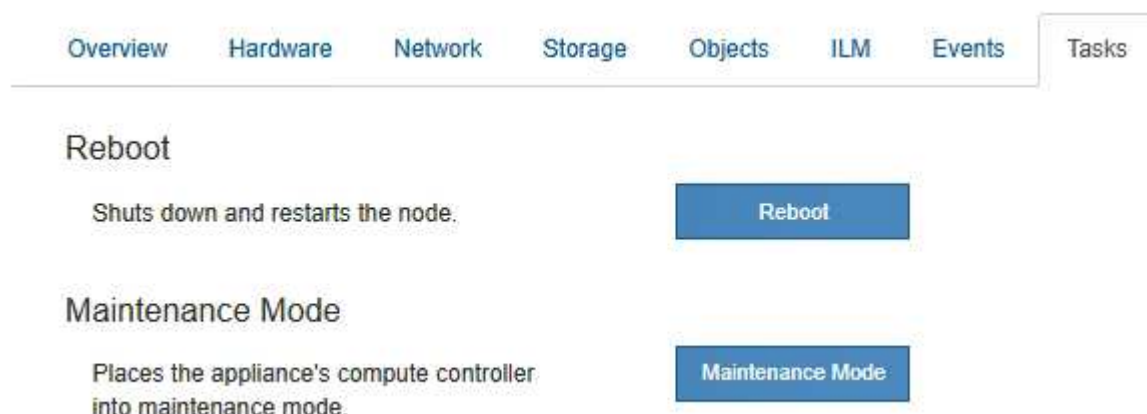 Overview Hardware Network Storage Objects ILM Events Tasks
Reboot
Shuts down and restarts the node. Reboot
Maintenance Mode
Places the appliance's compute controller Maintenance Mode
into maintenance mode.